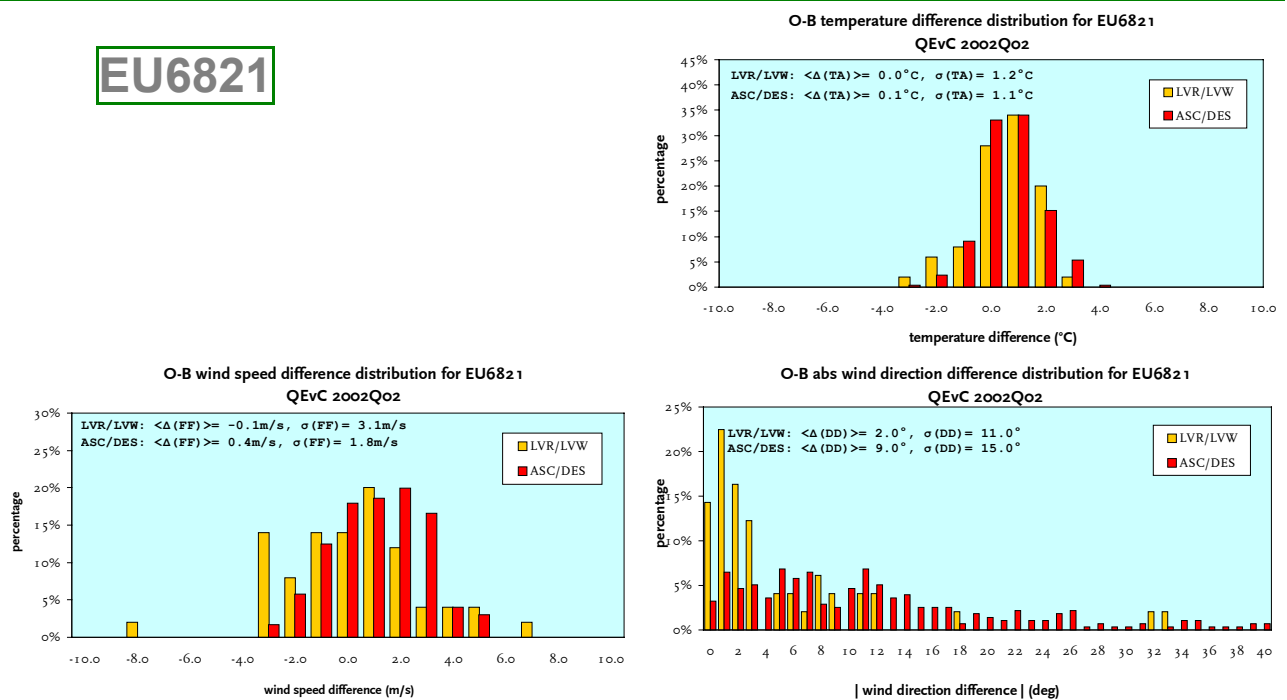 EU6821
O-B temperature difference distribution for EU6821
QEvC 2002Q02
LVR/LVW: <Δ(TA)>= 0.0°C, σ(TA)= 1.2°C
ASC/DES: <Δ(TA)>= 0.1°C, σ(TA)= 1.1°C
LVR/LVW
ASC/DES
percentage
45%
40%
35%
30%
25%
20%
15%
10%
5%
0%
-10.0 -8.0 -6.0 -4.0 -2.0 0.0 2.0 4.0 6.0 8.0 10.0
temperature difference (°C)
O-B wind speed difference distribution for EU6821
QEvC 2002Q02
LVR/LVW: <Δ(FF)>= -0.1m/s, σ(FF)= 3.1m/s
ASC/DES: <Δ(FF)>= 0.4m/s, σ(FF)= 1.8m/s
LVR/LVW
ASC/DES
percentage
30%
25%
20%
15%
10%
5%
0%
-10.0 -8.0 -6.0 -4.0 -2.0 0.0 2.0 4.0 6.0 8.0 10.0
wind speed difference (m/s)
O-B abs wind direction difference distribution for EU6821
QEvC 2002Q02
LVR/LVW: <Δ(DD)>= 2.0°, σ(DD)= 11.0°
ASC/DES: <Δ(DD)>= 9.0°, σ(DD)= 15.0°
LVR/LVW
ASC/DES
percentage
25%
20%
15%
10%
5%
0%
0 2 4 6 8 10 12 14 16 18 20 22 24 26 28 30 32 34 36 38 40
| wind direction difference | (deg)